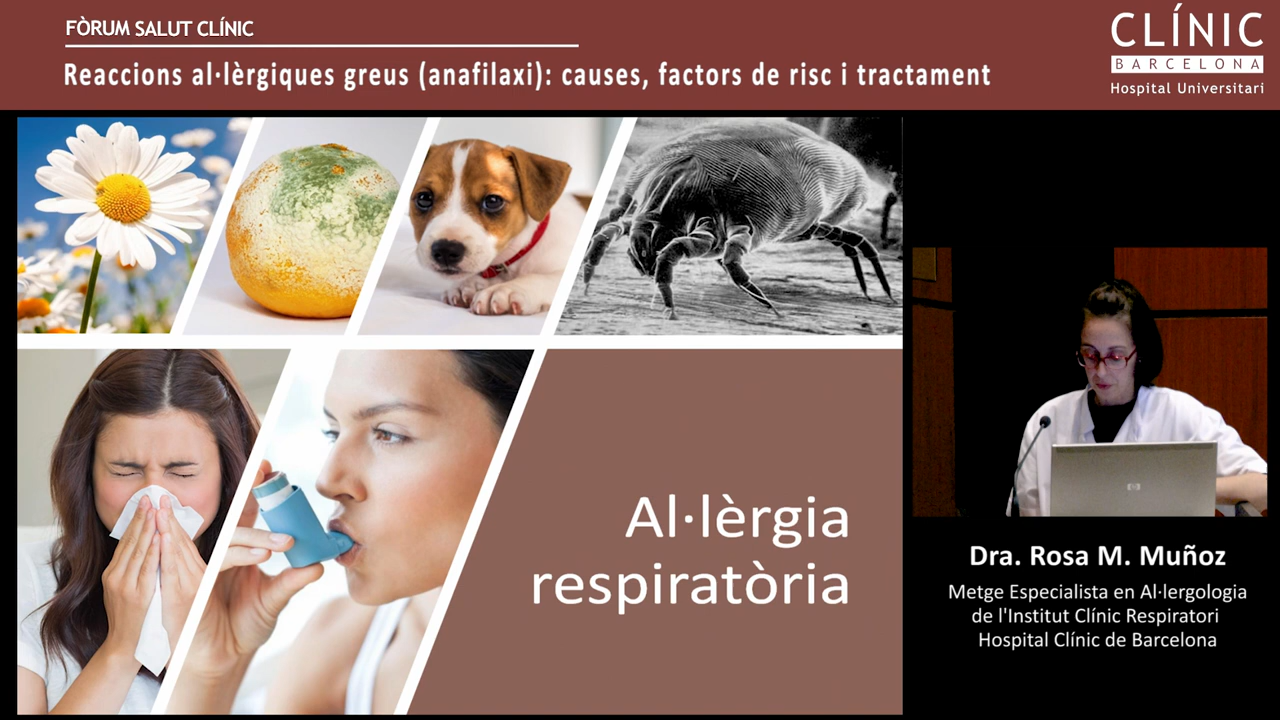 FÒRUM SALUT CLÍNIC
Reaccions al·lèrgiques greus (anafilaxi): causes, factors de risc i tractament
CLÍNIC
BARCELONA
Hospital Universitari
Al·lèrgia
respiratòria
hp
Dra. Rosa M. Muñoz
Metge Especialista en Al·lergologia
de l'Institut Clínic Respiratori
Hospital Clínic de Barcelona